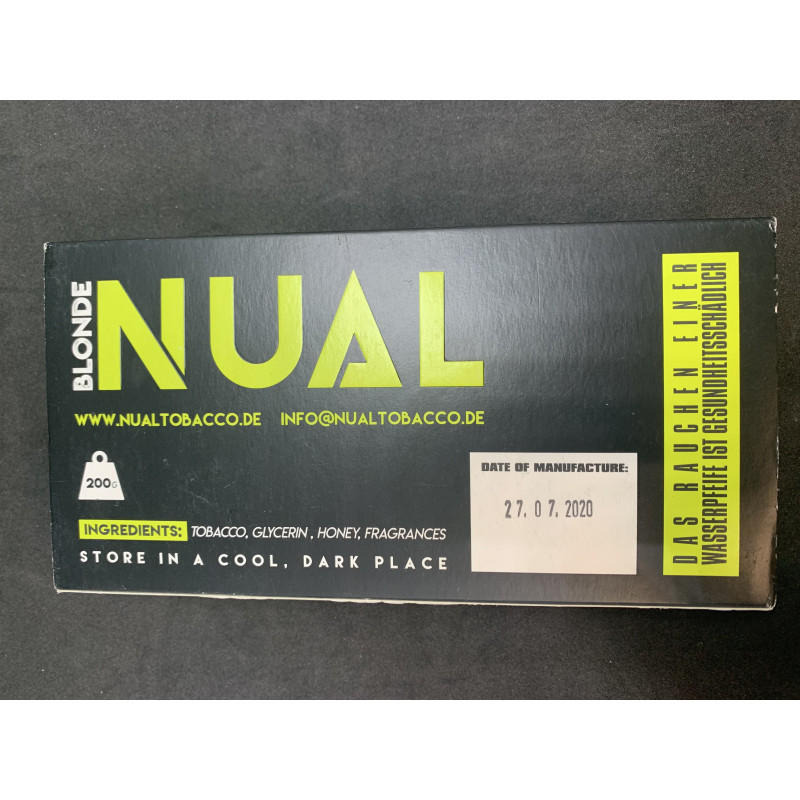 BLONDE
NUAL
WWW.NUALTOBACCO.DE INFO@NUALTOBACCO.DE
200G
INGREDIENTS: TOBACCO, GLYCERIN , HONEY, FRAGRANCES
STORE IN A COOL, DARK PLACE
DATE OF MANUFACTURE:
27. 07. 2020
DAS RAUCHEN EINER
WASSERPFEIFE IST GESUNDHEITSSCHÄDLICH